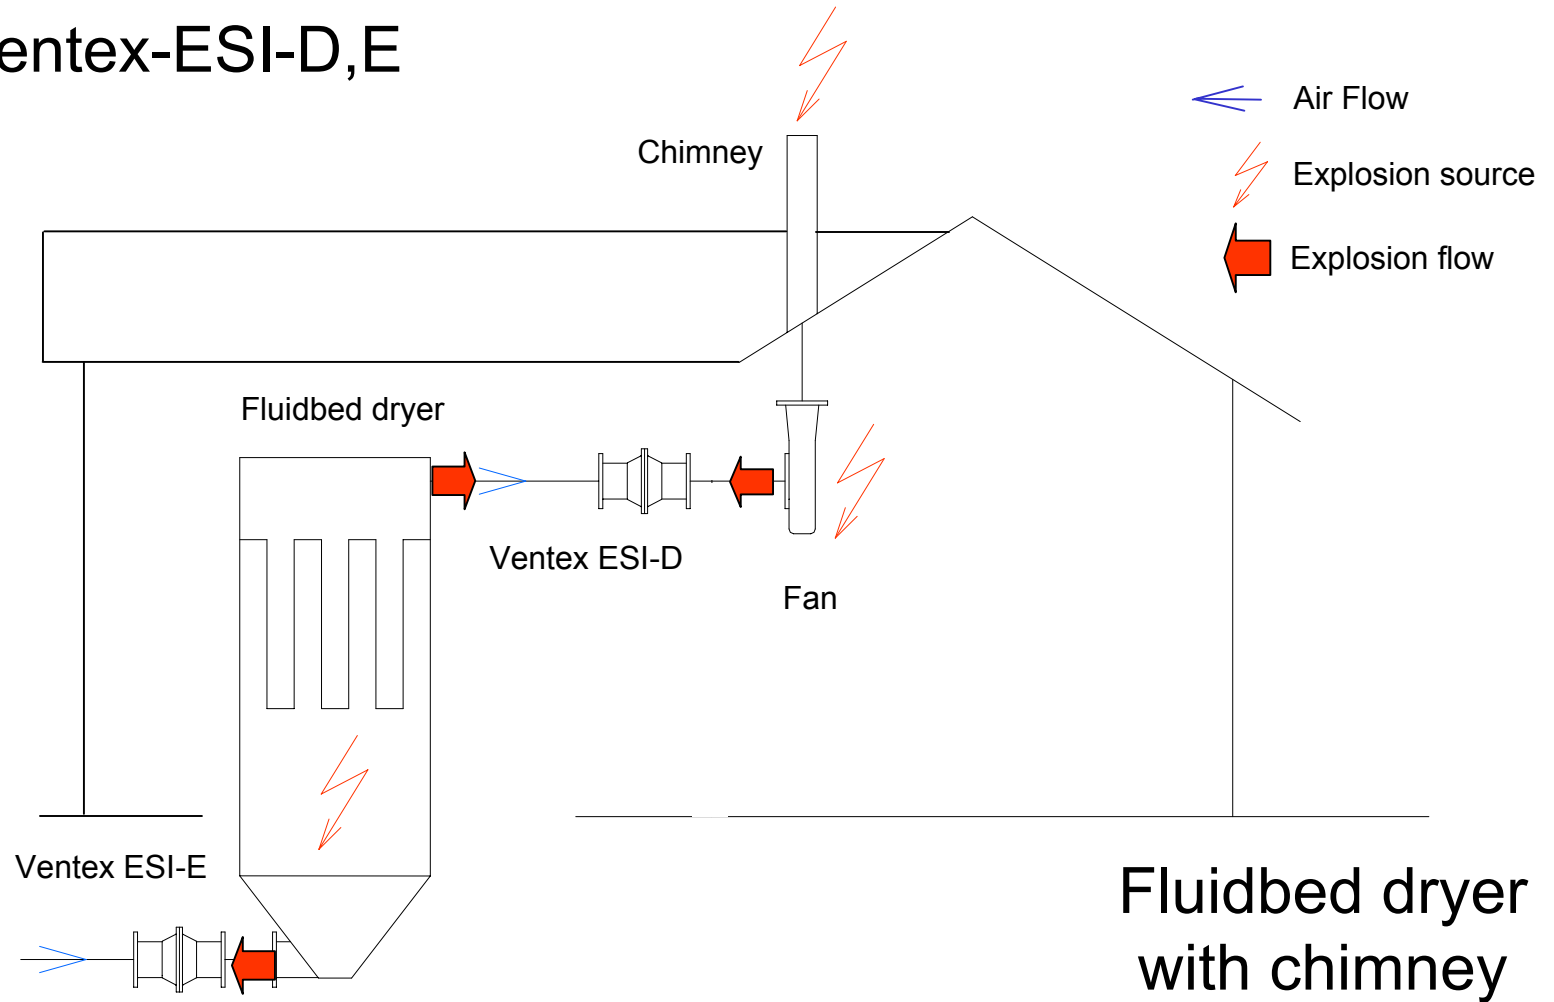 entex-ESI-D,E
Chimney
Air Flow
Explosion source
Explosion flow
Fluidbed dryer
Ventex ESI-D
Fan
Ventex ESI-E
Fluidbed dryer
with chimney